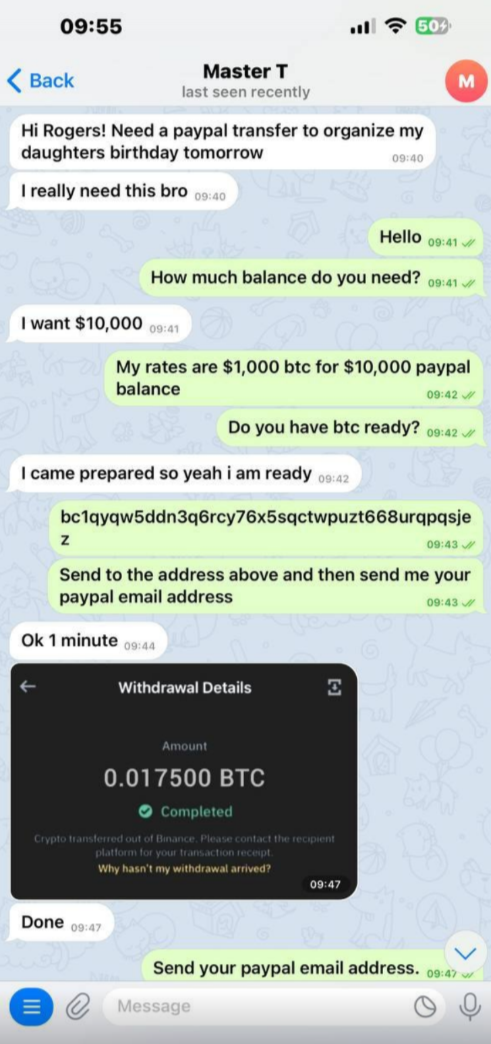 09:55
50
Back
Master T
last seen recently
M
Hi Rogers! Need a paypal transfer to organize my
daughters birthday tomorrow
09:40
I really need this bro 09:40
Hello 09:41
How much balance do you need? 09:41
I want $10,000 09:41
My rates are $1,000 btc for $10,000 paypal
balance
09:42
Do you have btc ready? 09:42
I came prepared so yeah i am ready 09:42
bc1qyqw5ddn3q6rcy76x5sqctwpuzt668urqpqsje
z
09:43
Send to the address above and then send me your
paypal email address
09:43
Ok 1 minute 09:44
Withdrawal Details
Amount
0.017500 BTC
Completed
Crypto transferred out of Binance. Please contact the recipient
platform for your transaction receipt.
Why hasn't my withdrawal arrived?
09:47
Done 09:47
Send your paypal email address. 09:47
Message